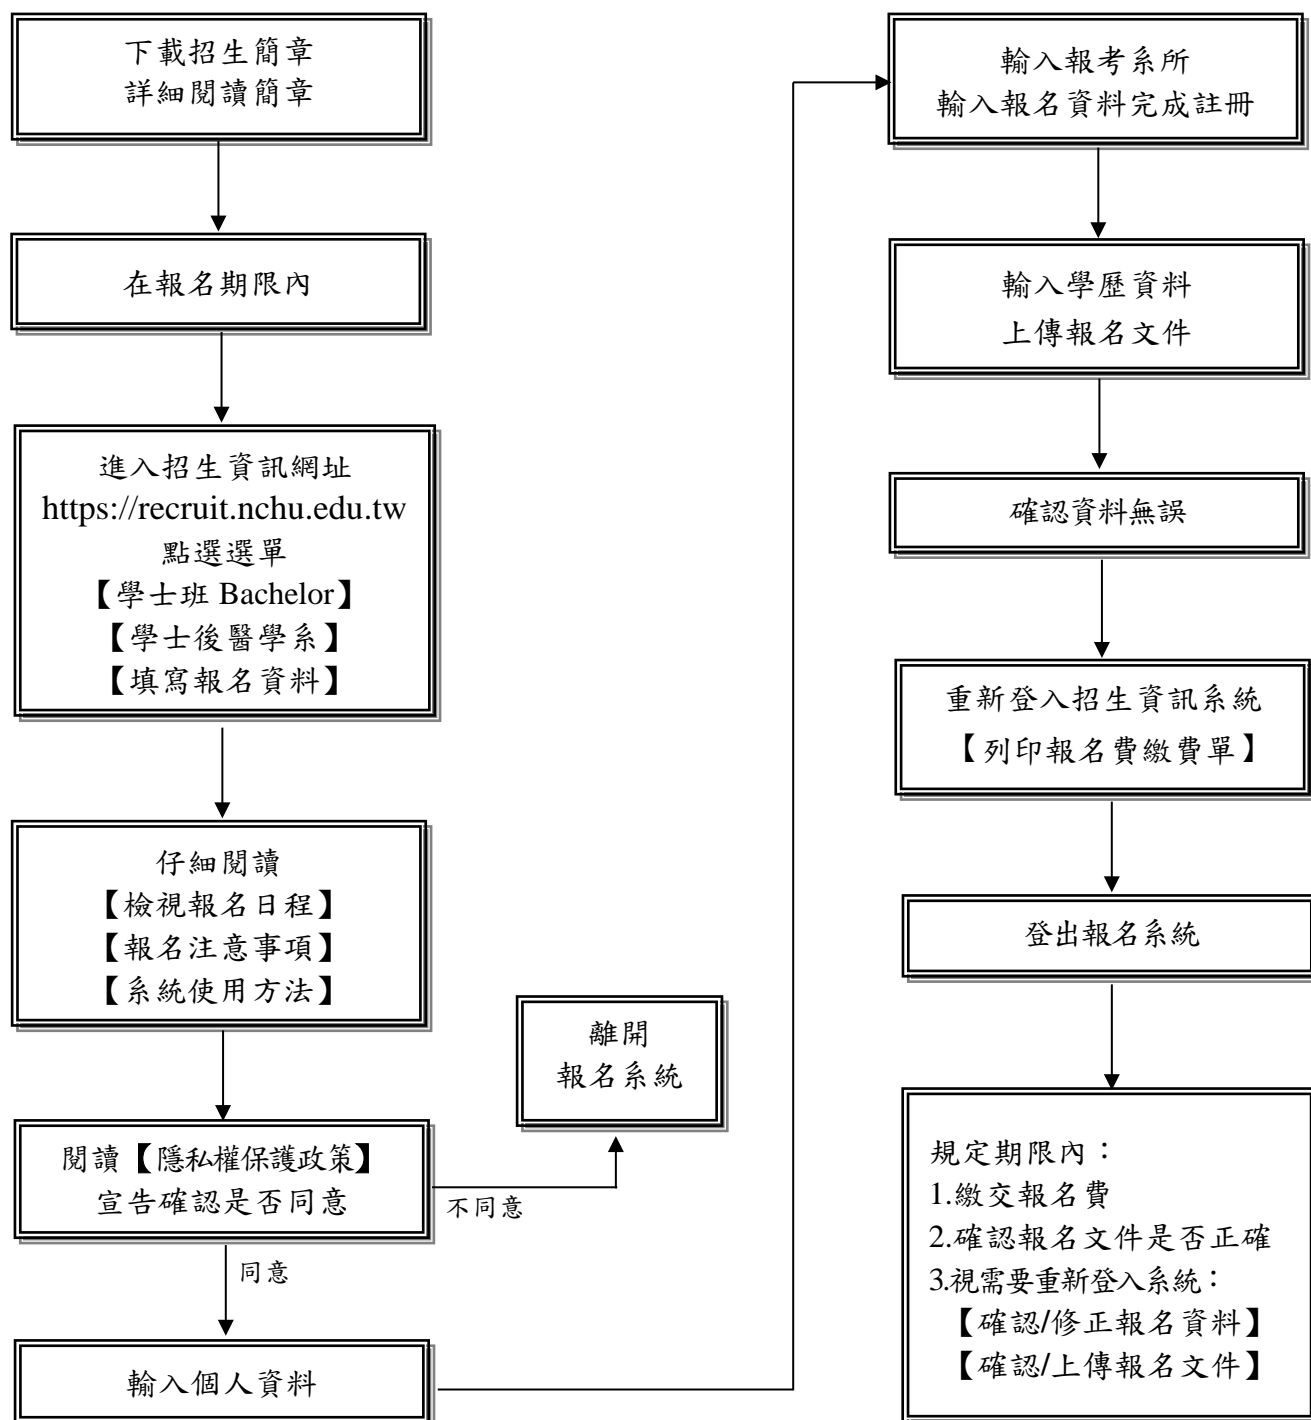 下載招生簡章
詳細閱讀簡章
在報名期限內
進入招生資訊網址
https://recruit.nchu.edu.tw
點選選單
【學士班 Bachelor】
【學士後醫學系】
【填寫報名資料】
仔細閱讀
【檢視報名日程】
【報名注意事項】
【系統使用方法】
閱讀【隱私權保護政策】
宣告確認是否同意
不同意
離開
報名系統
同意
輸入個人資料
輸入報考系所
輸入報名資料完成註冊
輸入學歷資料
上傳報名文件
確認資料無誤
重新登入招生資訊系統
【列印報名費繳費單】
登出報名系統
規定期限內：
1.繳交報名費
2.確認報名文件是否正確
3.視需要重新登入系統：
【確認/修正報名資料】
【確認/上傳報名文件】